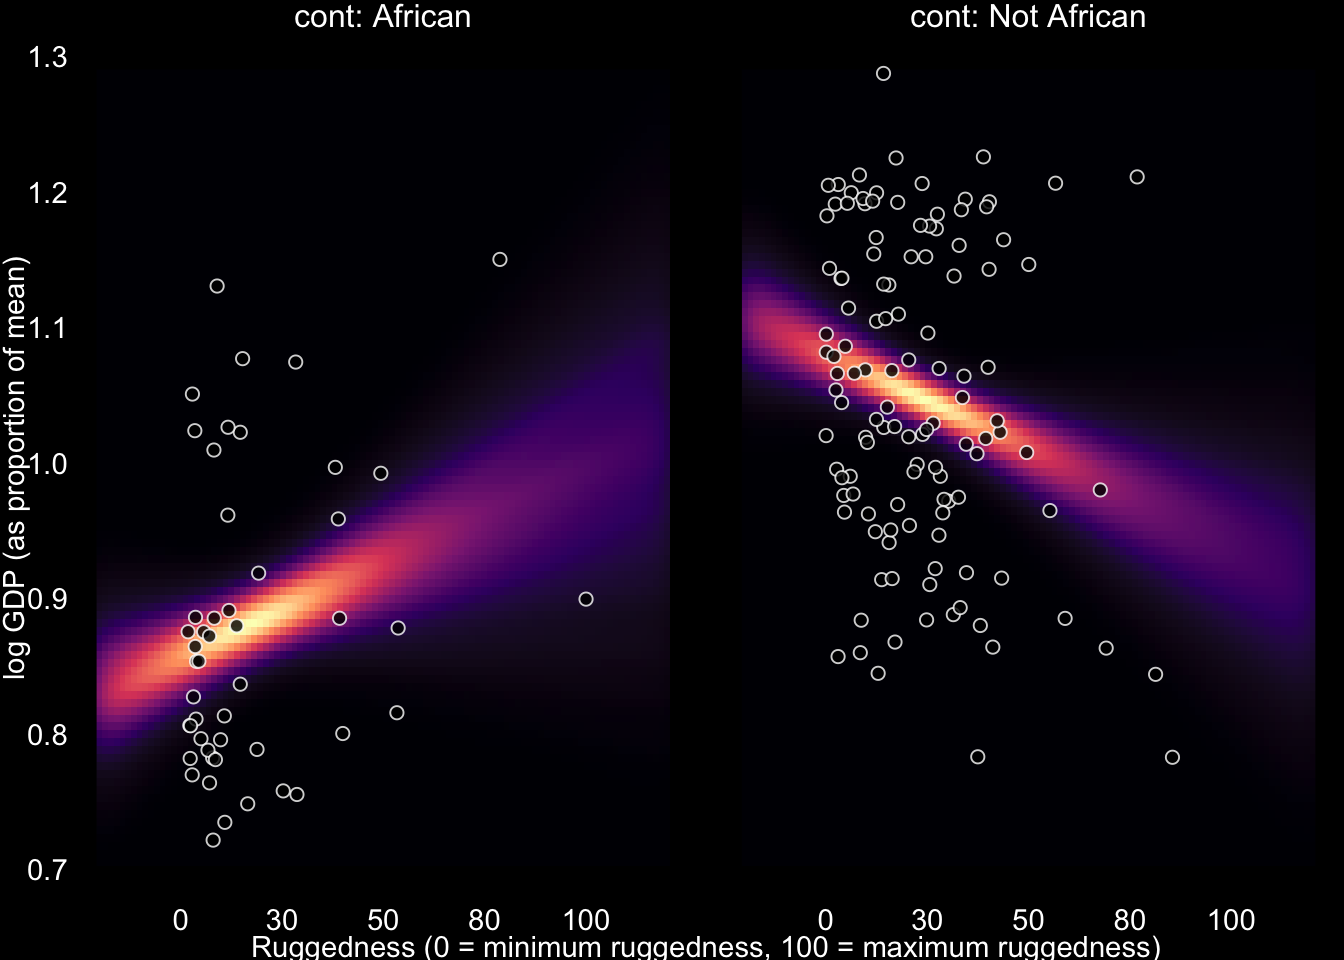 cont: African
cont: Not African
1.3
1.2
1.1
1.0
0.9
0.8
0.7
log GDP (as proportion of mean)
0 30 50 80 100
0 30 50 80 100
Ruggedness (0 = minimum ruggedness, 100 = maximum ruggedness)